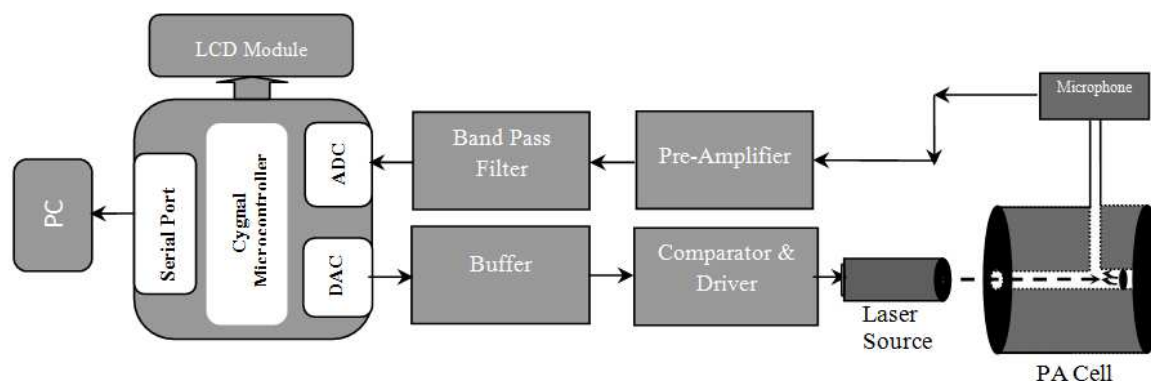 LCD Module
Microphone
Band Pass
Filter
Pre-Amplifier
ADC
Cygnal
Microcontroller
Serial Port
PC
DAC
Buffer
Comparator &
Driver
Laser
Source
PA Cell